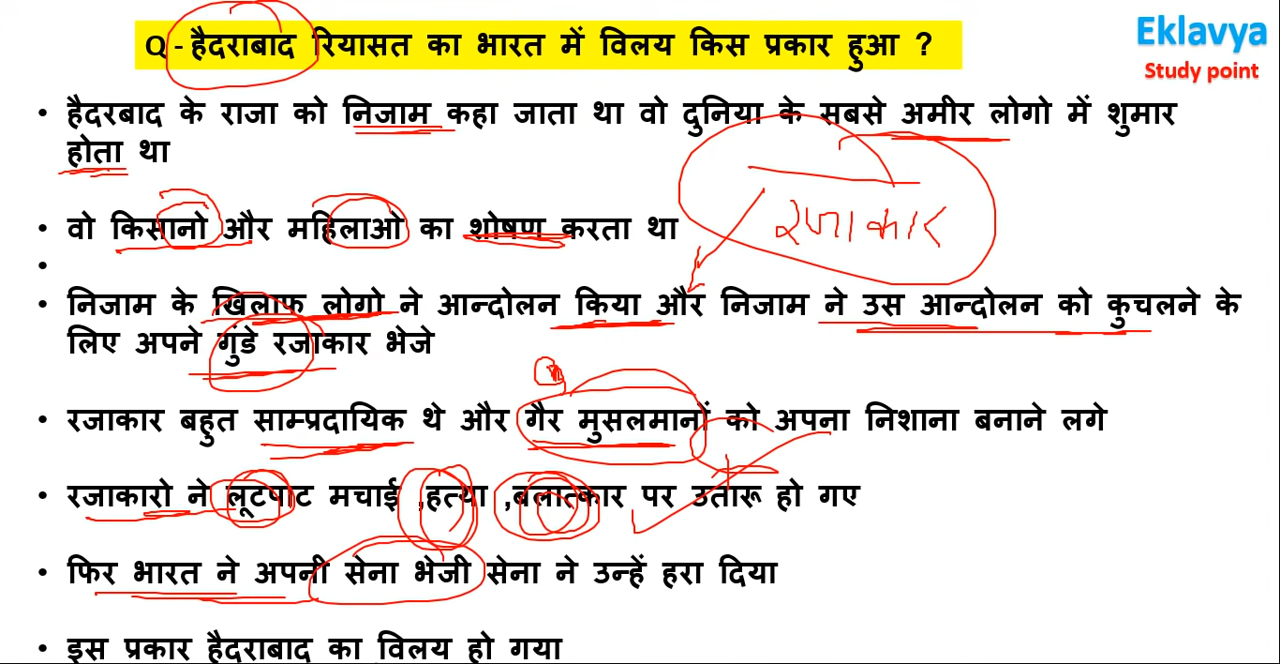 Q - हैदराबाद रियासत का भारत में विलय किस प्रकार हुआ ?
Eklavya
Study point
• हैदरबाद के राजा को निजाम कहा जाता था वो दुनिया के सबसे अमीर लोगो में शुमार
होता था
रजाकार
• वो किसानो और महिलाओ का शोषण करता था
•
• निजाम के खिलाफ लोगो ने आन्दोलन किया और निजाम ने उस आन्दोलन को कुचलने के
लिए अपने गुंडे रजाकार भेजे
• रजाकार बहुत साम्प्रदायिक थे और गैर मुसलमानों को अपना निशाना बनाने लगे
• रजाकारो ने लूटपाट मचाई ,हत्या ,बलात्कार पर उतारू हो गए
• फिर भारत ने अपनी सेना भेजी सेना ने उन्हें हरा दिया
• इस प्रकार हैदराबाद का विलय हो गया